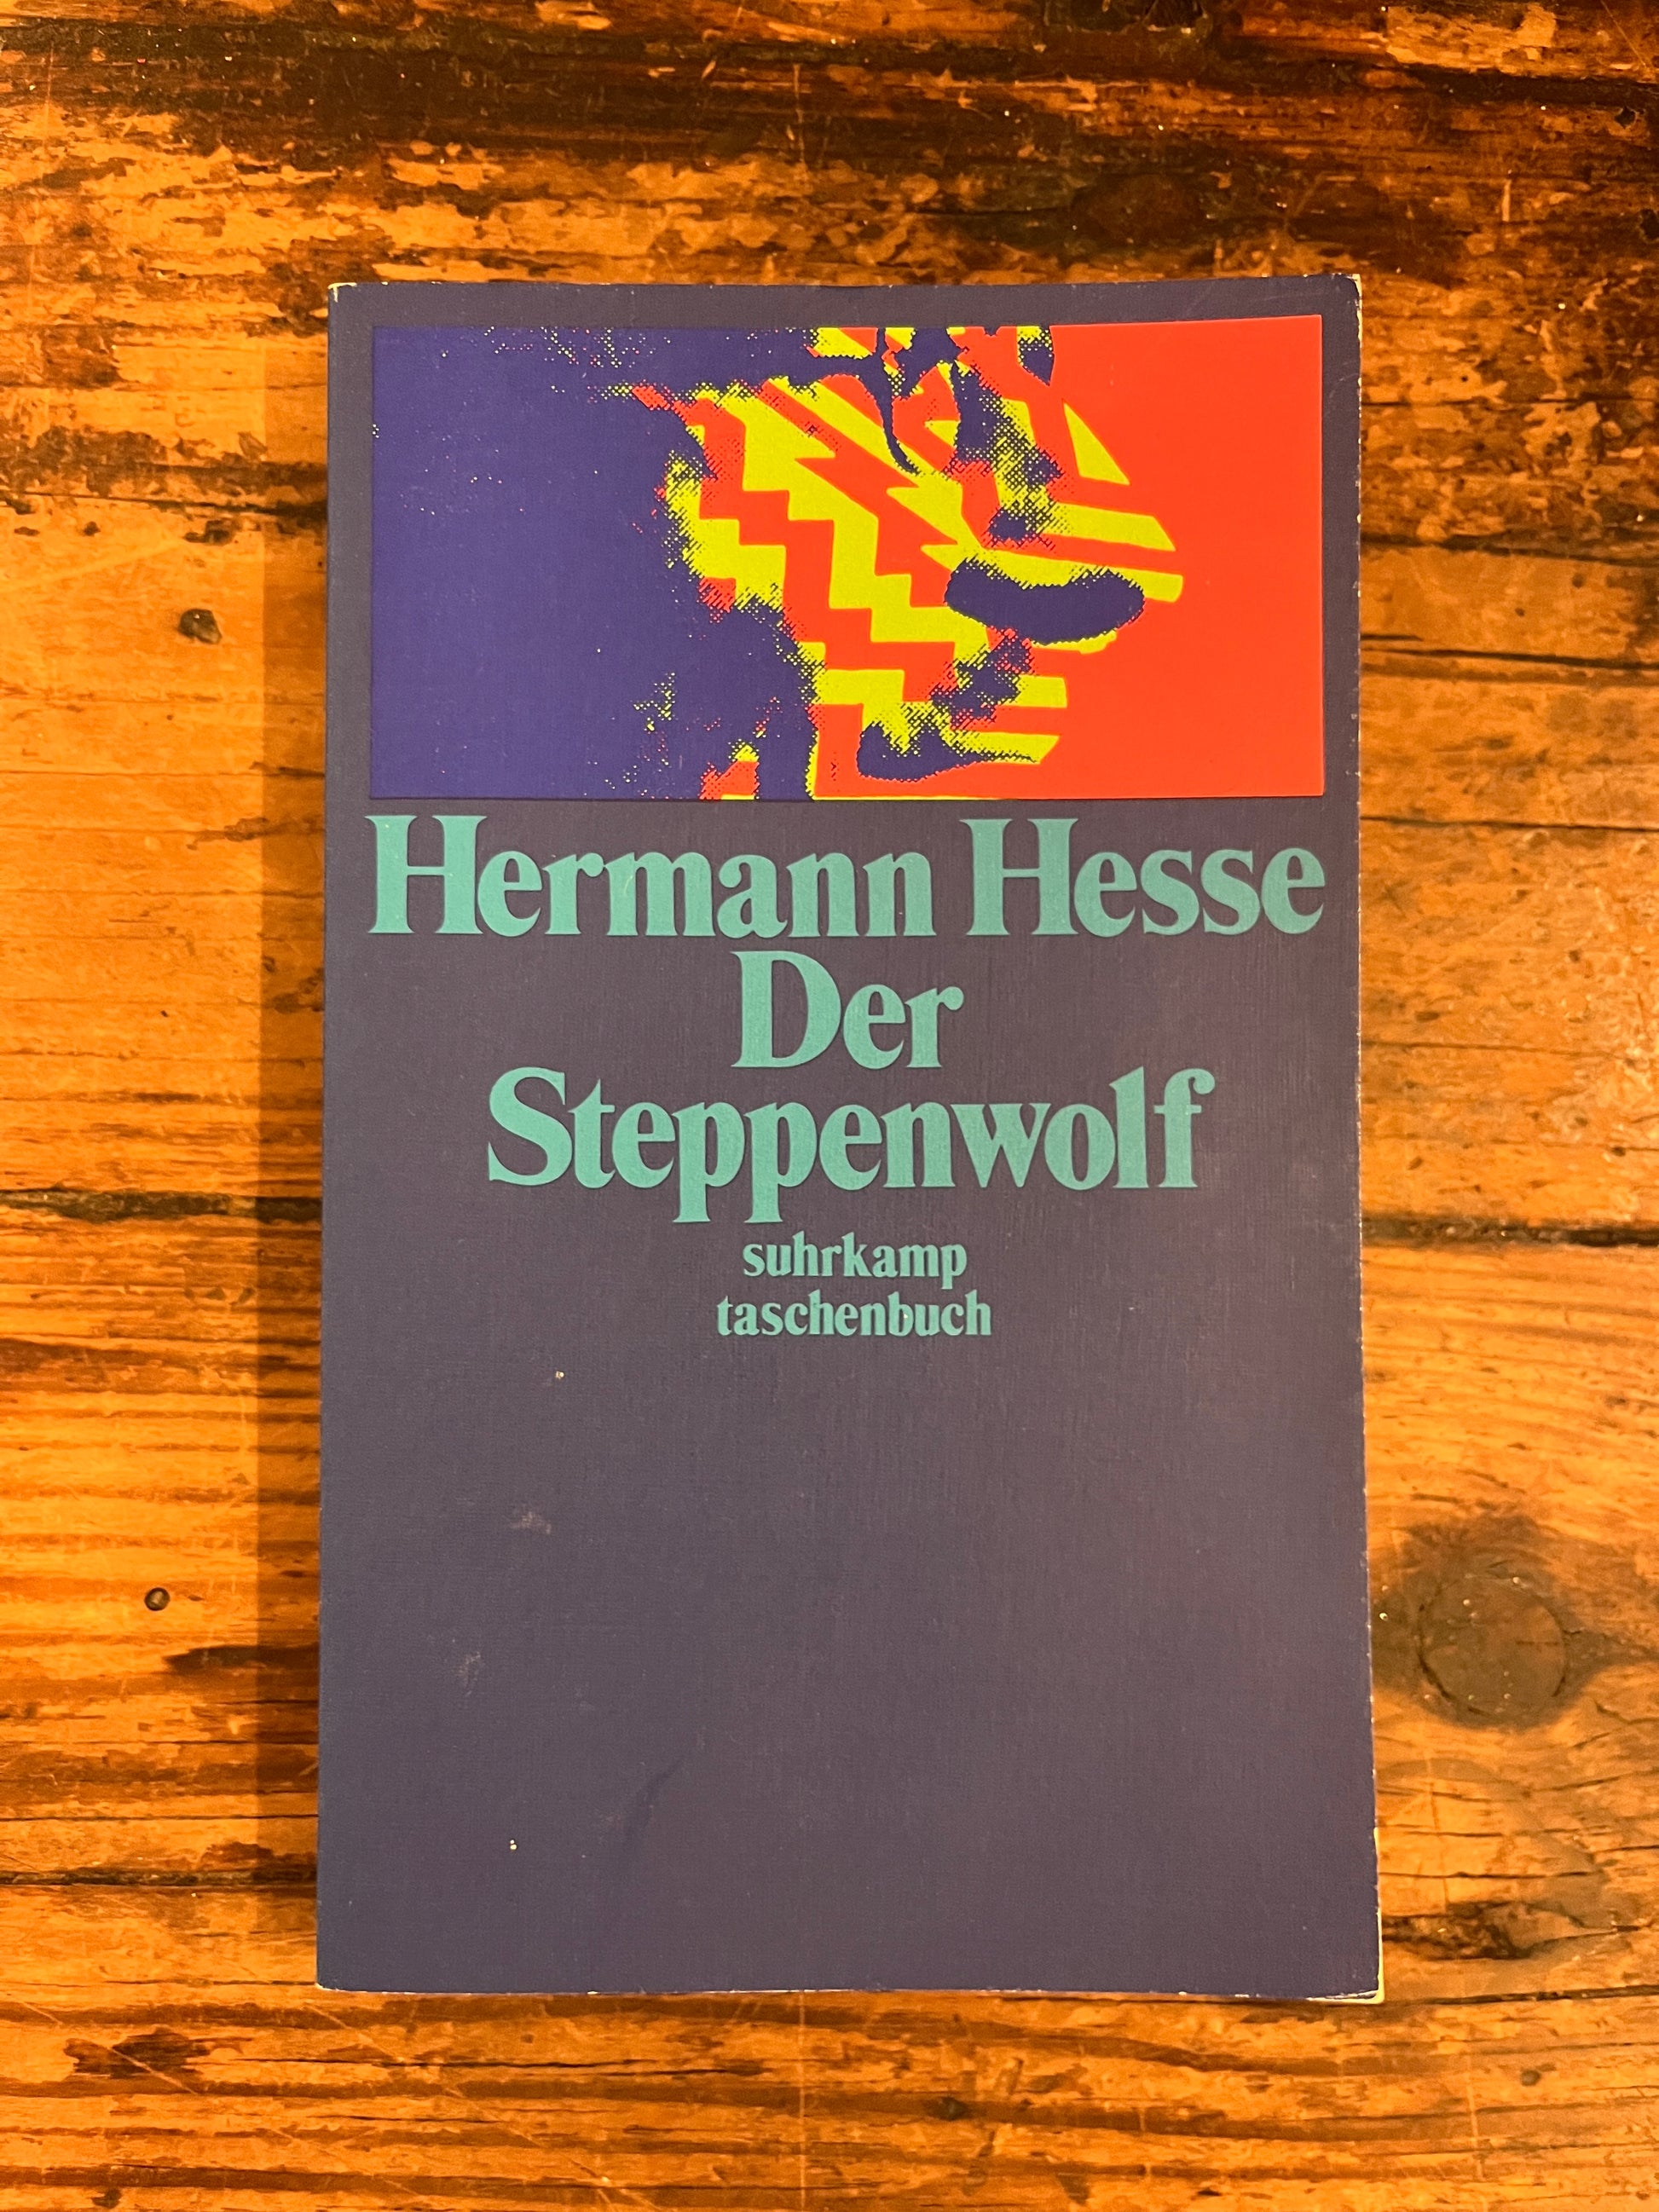 Hermann Hesse
Der
Steppenwolf
suhrkamp
taschenbuch